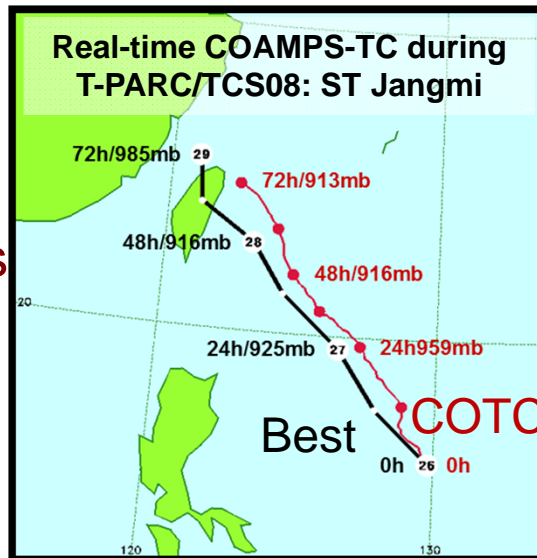 Real-time COAMPS-TC during
T-PARC/TCS08: ST Jangmi
72h/985mb 29
72h/913mb
48h/916mb 28
48h/916mb
s
20
24h/925mb 27 24h959mb
Best COTC
0h 26 0h
120 130